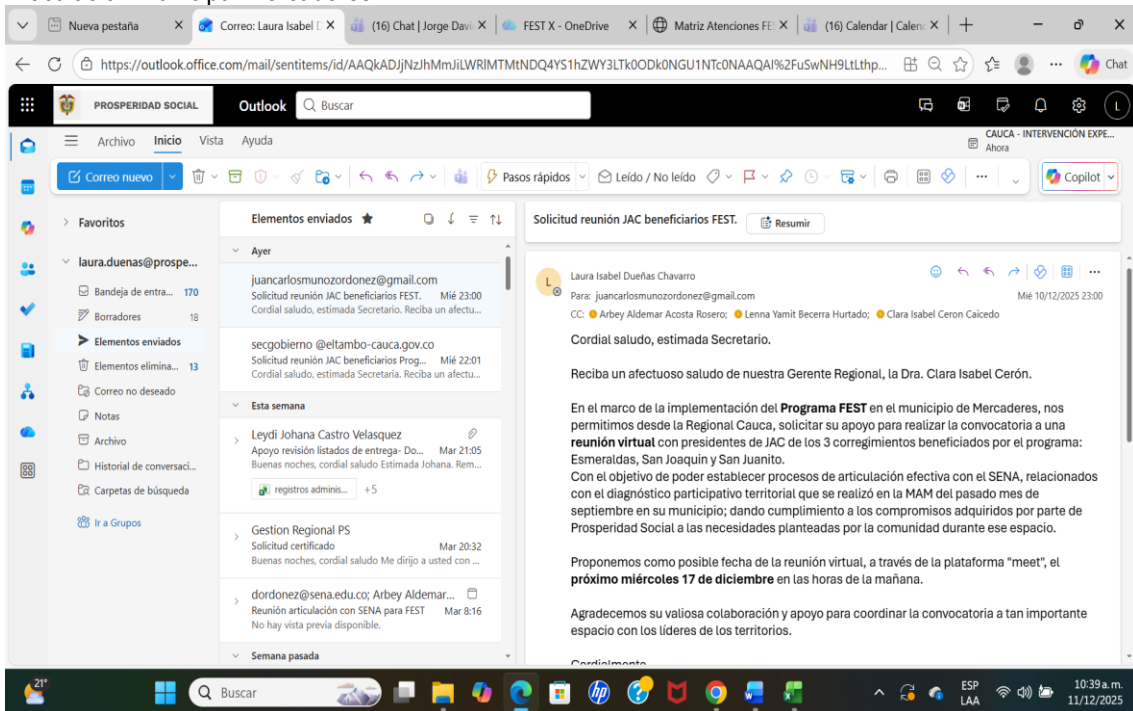 Nueva pestaña
Correo: Laura Isabel D
(16) Chat | Jorge Davi
FEST X - OneDrive
Matriz Atenciones FE
(16) Calendar | Calen
https://outlook.office.com/mail/sentitems/id/AAQkADJjNzJhMmJiLWRlMTMtNDQ4YS1hZWY3LTk0ODk0NGU1NTc0NAAQAI%2FuSwNH9LtLthp...
Chat
PROSPERIDAD SOCIAL
Outlook
Buscar
L
Archivo Inicio Vista Ayuda
CAUCA - INTERVENCIÓN EXPE...
Ahora
Correo nuevo
Pasos rápidos
Leído / No leído
Copilot
Favoritos
laura.duenas@prospe...
Bandeja de entra... 170
Borradores 18
Elementos enviados
Elementos elimina... 13
Correo no deseado
Notas
Archivo
Historial de conversaci...
Carpetas de búsqueda
Ir a Grupos
Elementos enviados
Ayer
juancarlosmunozordonez@gmail.com
Solicitud reunión JAC beneficiarios FEST. Mié 23:00
Cordial saludo, estimada Secretario. Reciba un afectu...
secgobierno @eltambo-cauca.gov.co
Solicitud reunión JAC beneficiarios Prog... Mié 22:01
Cordial saludo, estimada Secretaria. Reciba un afectu...
Esta semana
Leydi Johana Castro Velasquez
Apoyo revisión listados de entrega- Do... Mar 21:05
Buenas noches, cordial saludo Estimada Johana. Rem...
registros adminis... +5
Gestion Regional PS
Solicitud certificado Mar 20:32
Buenas noches, cordial saludo Me dirijo a usted con ...
dordonez@sena.edu.co; Arbey Aldemar...
Reunión articulación con SENA para FEST Mar 8:16
No hay vista previa disponible.
Semana pasada
Solicitud reunión JAC beneficiarios FEST.
Resumir
L
Laura Isabel Dueñas Chavarro
Para: juancarlosmunozordonez@gmail.com
Mié 10/12/2025 23:00
CC: Arbey Aldemar Acosta Rosero; Lenna Yamit Becerra Hurtado; Clara Isabel Ceron Caicedo
Cordial saludo, estimada Secretario.
Reciba un afectuoso saludo de nuestra Gerente Regional, la Dra. Clara Isabel Cerón.
En el marco de la implementación del Programa FEST en el municipio de Mercaderes, nos
permitimos desde la Regional Cauca, solicitar su apoyo para realizar la convocatoria a una
reunión virtual con presidentes de JAC de los 3 corregimientos beneficiados por el programa:
Esmeraldas, San Joaquin y San Juanito.
Con el objetivo de poder establecer procesos de articulación efectiva con el SENA, relacionados
con el diagnóstico participativo territorial que se realizó en la MAM del pasado mes de
septiembre en su municipio; dando cumplimiento a los compromisos adquiridos por parte de
Prosperidad Social a las necesidades planteadas por la comunidad durante ese espacio.
Proponemos como posible fecha de la reunión virtual, a través de la plataforma "meet", el
próximo miércoles 17 de diciembre en las horas de la mañana.
Agradecemos su valiosa colaboración y apoyo para coordinar la convocatoria a tan importante
espacio con los líderes de los territorios.
Cordialmente
21°
Buscar
ESP
LAA
10:39 a. m.
11/12/2025